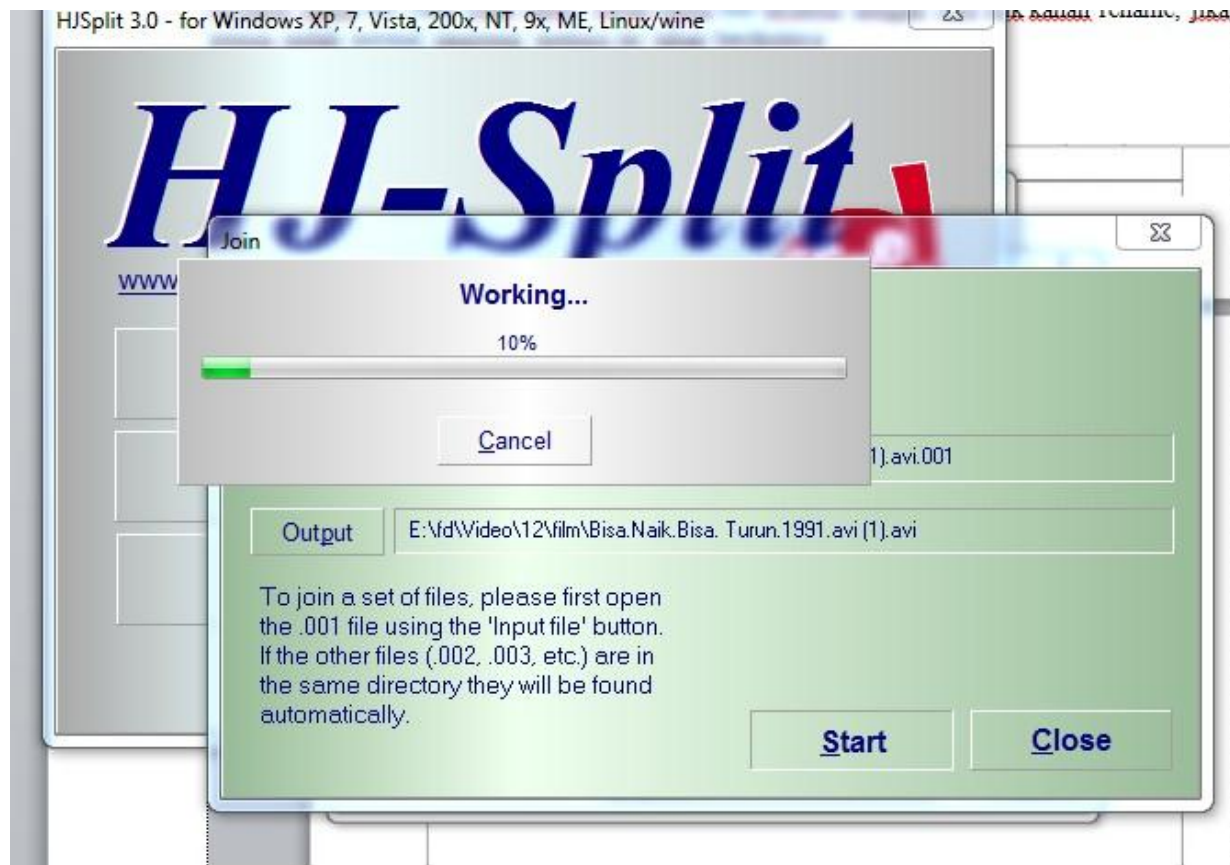 HJSplit 3.0 - for Windows XP, 7, Vista, 200x, NT, 9x, ME, Linux/wine
kanan rename, jika
HJ-Split
www
Join
Working...
10%
Cancel
1).avi.001
Output E:\fd\Video\12\film\Bisa.Naik.Bisa. Turun.1991.avi (1).avi
To join a set of files, please first open
the .001 file using the 'Input file' button.
If the other files (.002, .003, etc.) are in
the same directory they will be found
automatically.
Start Close